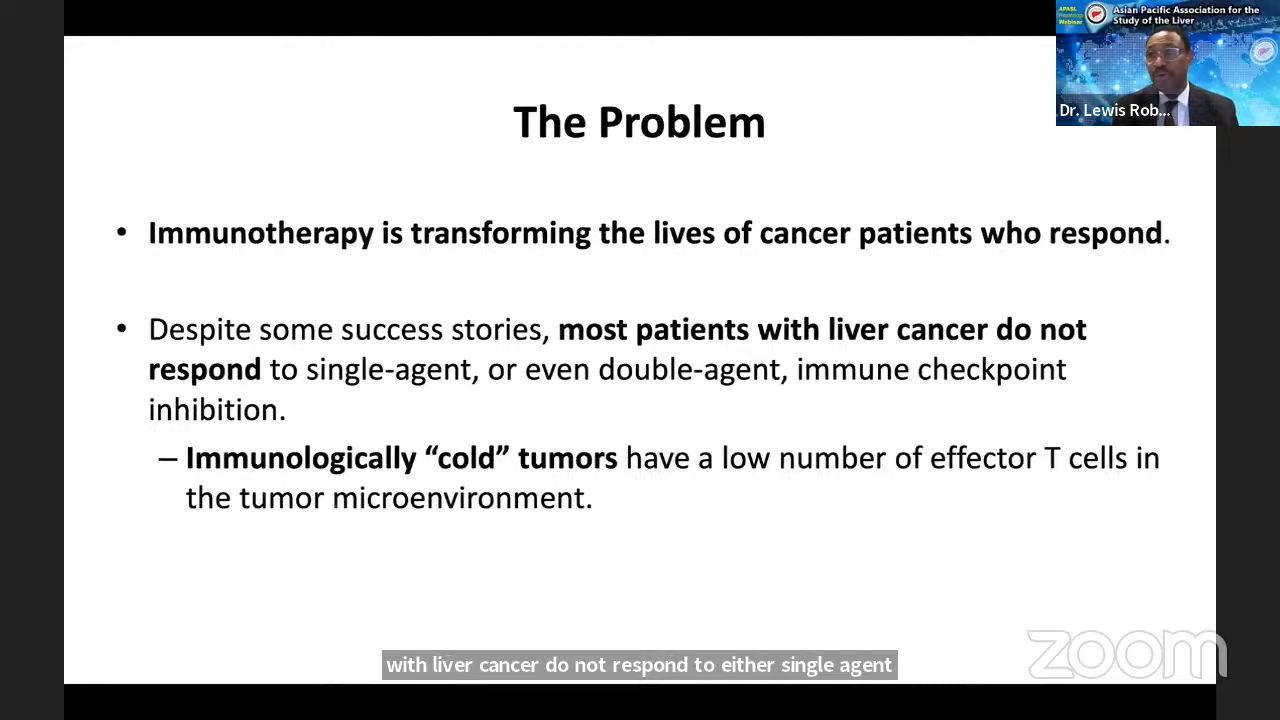 APASL
Hepatology
Webinar
Asian Pacific Association for the
Study of the Liver
Dr. Lewis Rob...
The Problem
• Immunotherapy is transforming the lives of cancer patients who respond.
• Despite some success stories, most patients with liver cancer do not
respond to single-agent, or even double-agent, immune checkpoint
inhibition.
– Immunologically “cold” tumors have a low number of effector T cells in
the tumor microenvironment.
with liver cancer do not respond to either single agent
zoom